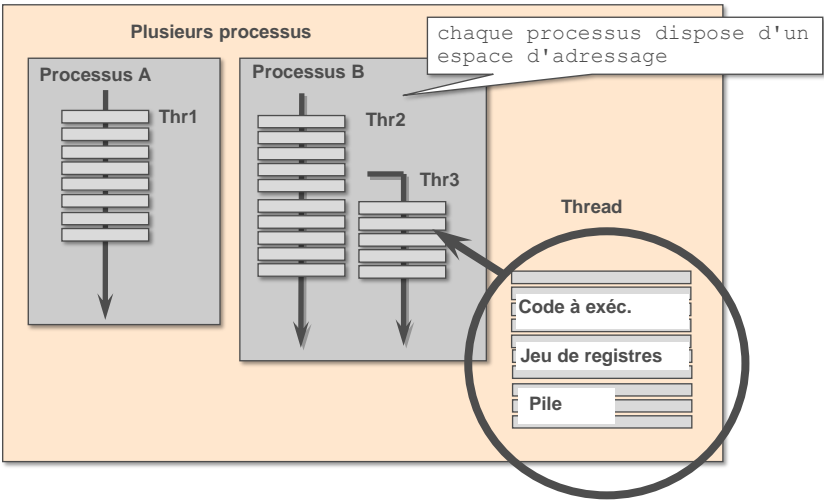 Plusieurs processus
chaque processus dispose d'un
espace d'adressage
Processus A
Processus B
Thr1
Thr2
Thr3
Thread
Code à exéc.
Jeu de registres
Pile